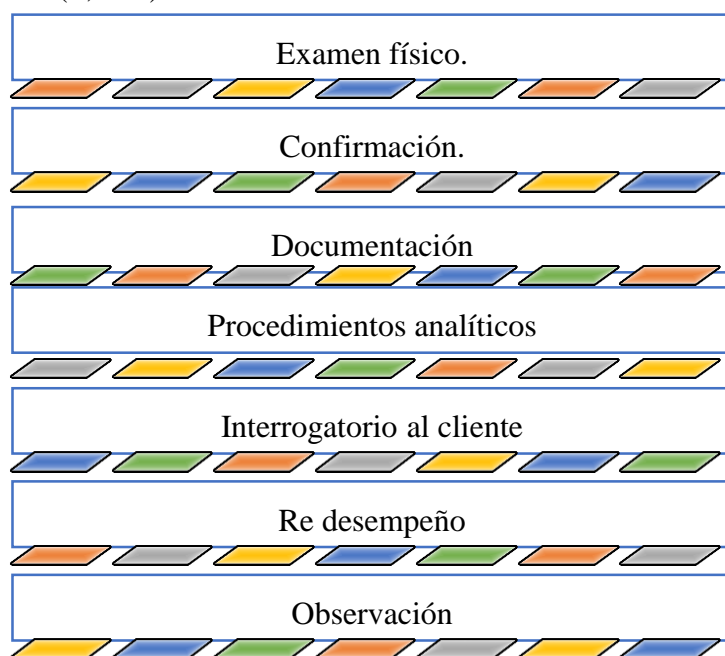 Examen físico.
Confirmación.
Documentación
Procedimientos analíticos
Interrogatorio al cliente
Re desempeño
Observación